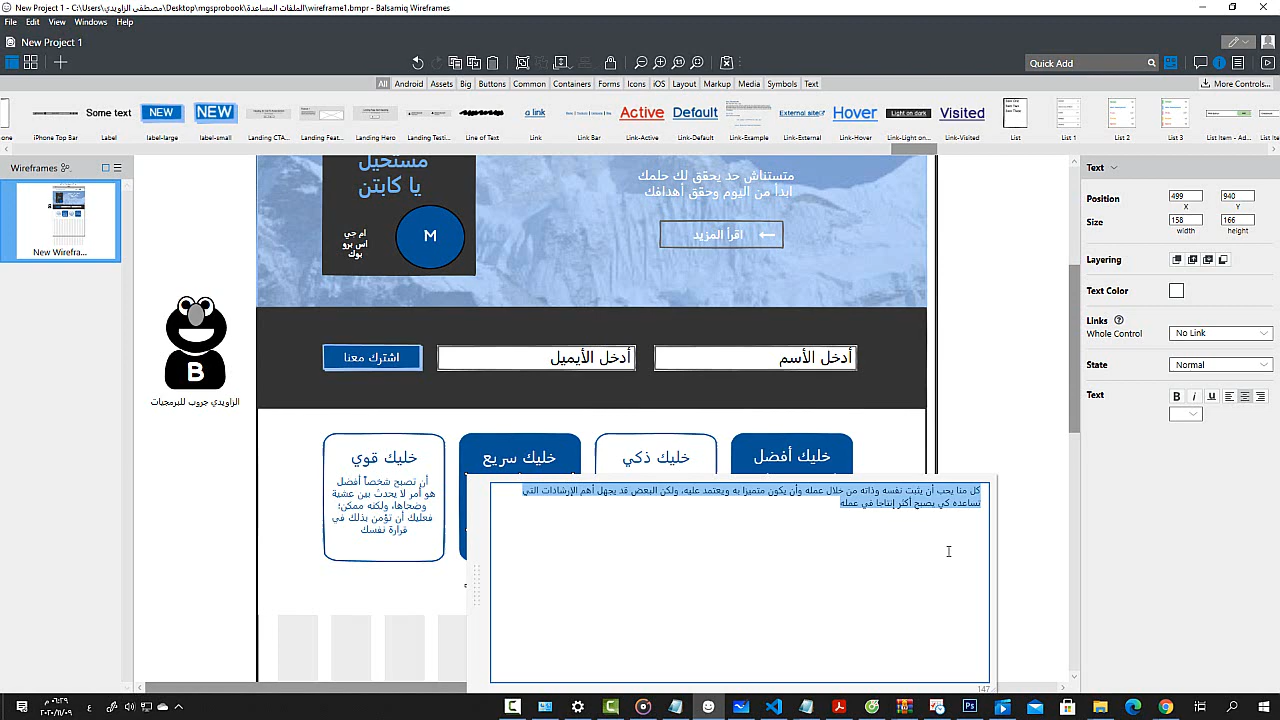 New Project 1 - C:\Users\مصطفى الزاويدي\Desktop\mgsprobook\الملفات المساعدة\wireframe1.bmpr - Balsamiq Wireframes
File Edit View Windows Help
New Project 1
Quick Add
All Android Assets Big Buttons Common Containers Forms Icons iOS Layout Markup Media Symbols Text
More Controls...
Some text NEW NEW a link Active Default External site Hover Light on dark Visited
Label label-large label-small Landing CTA... Landing Feat... Landing Hero Landing Testi... Line of Text Link Link Bar Link-Active Link-Default Link-Example Link-External Link-Hover Link-Light on... Link-Visited List List 1 List 2 List 3 List Item - Ad...
Wireframes
New Wirefra...
مستحيل
يا كابتن
ام جي
اس برو
بوك
M
متستناش حد يحقق لك حلمك
ابدأ من اليوم وحقق أهدافك
اقرأ المزيد
أدخل الأسم
أدخل الأيميل
اشترك معنا
B
الزاويدي جروب للبرمجيات
خليك أفضل
خليك ذكي
خليك سريع
خليك قوي
أن تصبح شخصاً أفضل
هو أمر لا يحدث بين عشية
وضحاها، ولكنه ممكن؛
فعليك أن تؤمن بذلك في
قرارة نفسك
كل منا يحب أن يثبت نفسه وذاته من خلال عمله وأن يكون متميزا به ويعتمد عليه، ولكن البعض قد يجهل أهم الإرشادات التي
تساعده كي يصبح أكثر إنتاجا في عمله
147
Text
Position 499 940
X Y
Size 158 166
width height
Layering
Text Color
Links
Whole Control No Link
State Normal
Text B i U